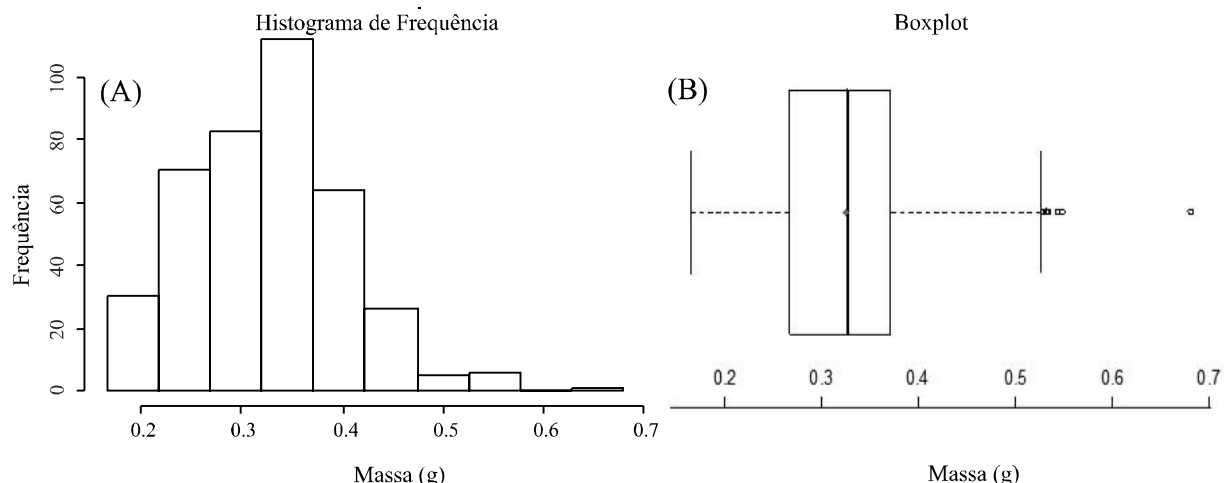 Histograma de Frequência
(A)
Frequência
0
20
40
60
80
100
0.2 0.3 0.4 0.5 0.6 0.7
Massa (g)
Boxplot
(B)
0.2 0.3 0.4 0.5 0.6 0.7
Massa (g)